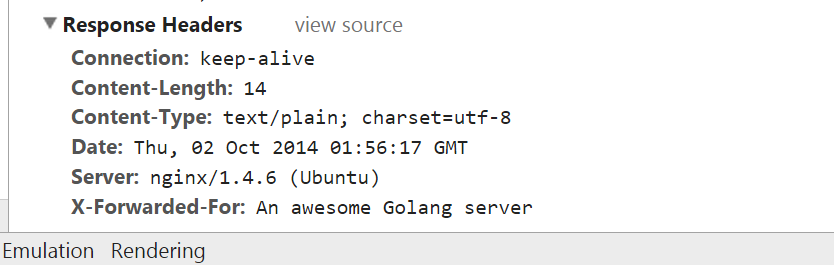 Response Headers view source
Connection: keep-alive
Content-Length: 14
Content-Type: text/plain; charset=utf-8
Date: Thu, 02 Oct 2014 01:56:17 GMT
Server: nginx/1.4.6 (Ubuntu)
X-Forwarded-For: An awesome Golang server
Emulation Rendering